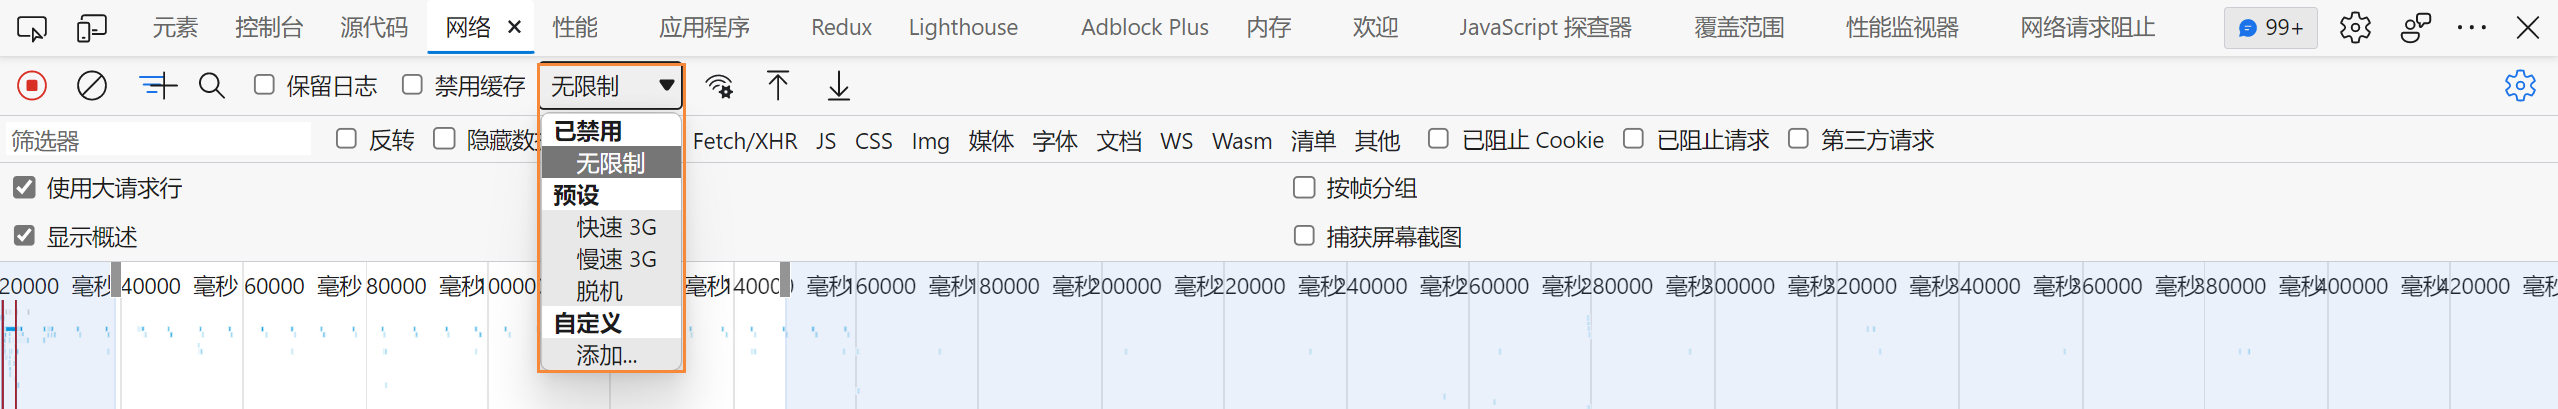 元素 控制台 源代码 网络 × 性能 应用程序 Redux Lighthouse Adblock Plus 内存 欢迎 JavaScript 探查器 覆盖范围 性能监视器 网络请求阻止 99+
保留日志 禁用缓存 无限制
筛选器 反转 隐藏数 Fetch/XHR JS CSS Img 媒体 字体 文档 WS Wasm 清单 其他 已阻止 Cookie 已阻止请求 第三方请求
已禁用
无限制
预设
快速 3G
慢速 3G
脱机
自定义
添加...
使用大请求行 按帧分组
显示概述 捕获屏幕截图
20000 毫秒 40000 毫秒 60000 毫秒 80000 毫秒 100000 毫秒 140000 毫秒 160000 毫秒 180000 毫秒 200000 毫秒 220000 毫秒 240000 毫秒 260000 毫秒 280000 毫秒 300000 毫秒 320000 毫秒 340000 毫秒 360000 毫秒 380000 毫秒 400000 毫秒 420000 毫秒